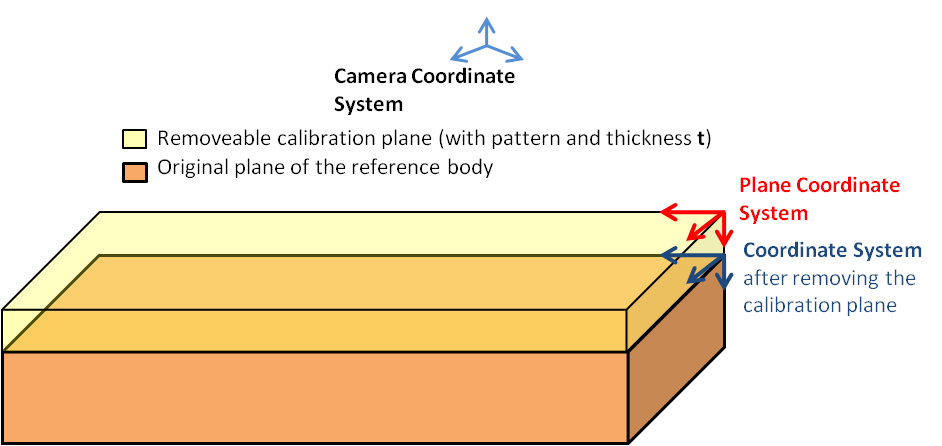 Camera Coordinate
System
Removeable calibration plane (with pattern and thickness t)
Original plane of the reference body
Plane Coordinate
System
Coordinate System
after removing the
calibration plane